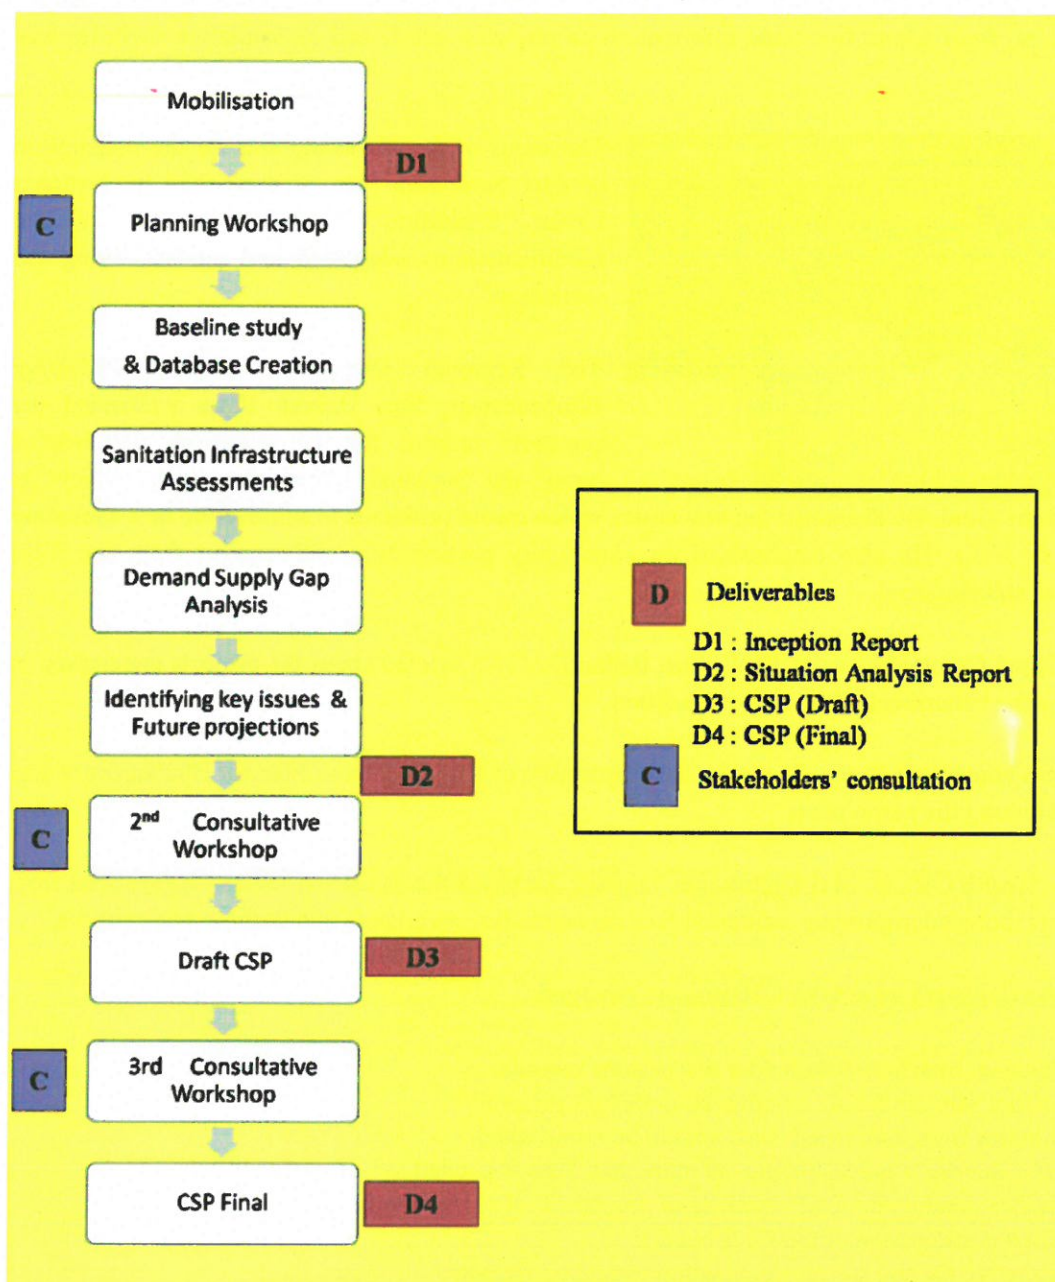 Mobilisation
D1
C
Planning Workshop
Baseline study
& Database Creation
Sanitation Infrastructure
Assessments
Demand Supply Gap
Analysis
Identifying key issues &
Future projections
D2
C
2nd Consultative
Workshop
Draft CSP
D3
C
3rd Consultative
Workshop
CSP Final
D4
D Deliverables
D1 : Inception Report
D2 : Situation Analysis Report
D3 : CSP (Draft)
D4 : CSP (Final)
C Stakeholders’ consultation